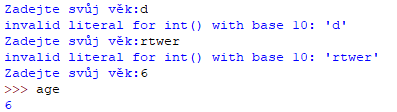 Zadejte svůj věk:d
invalid literal for int() with base 10: 'd'
Zadejte svůj věk:rtwer
invalid literal for int() with base 10: 'rtwer'
Zadejte svůj věk:6
>>> age
6